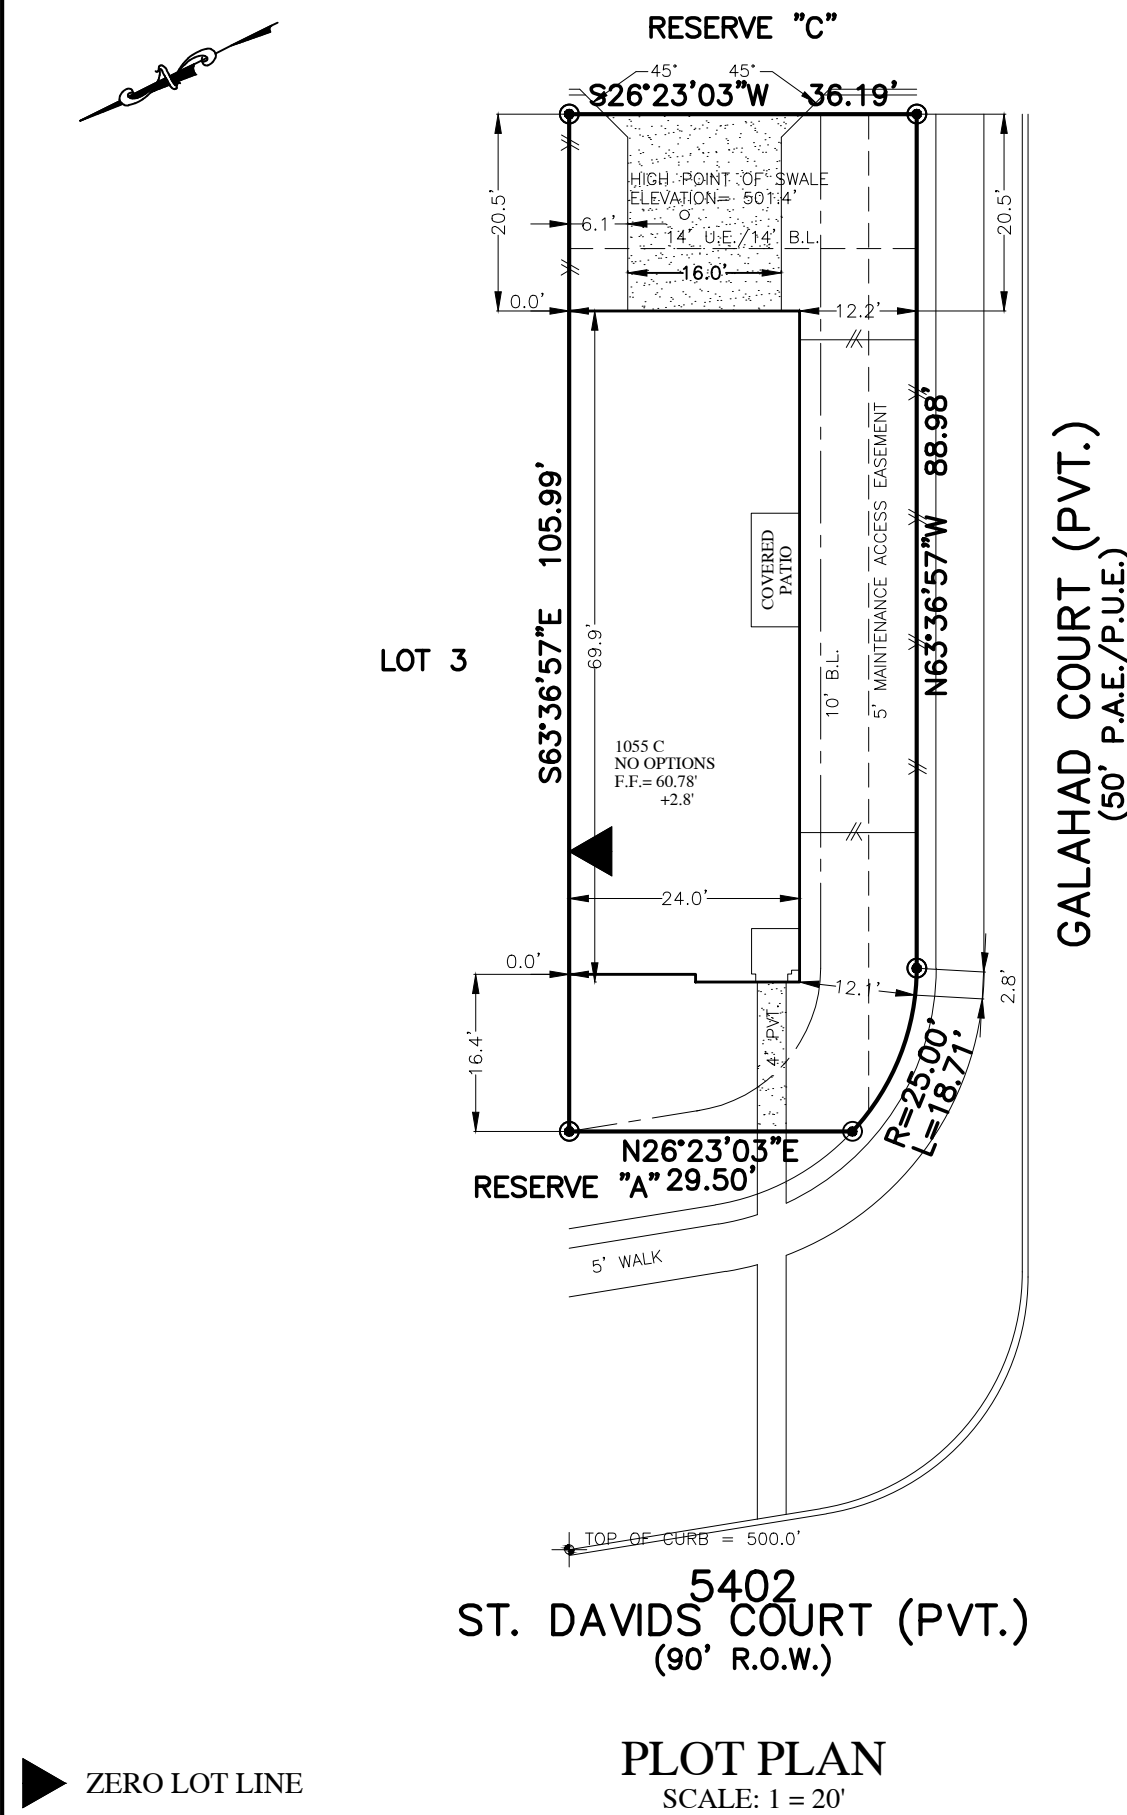 RESERVE "C"
45° 45°
S26°23'03"W 36.19'
HIGH POINT OF SWALE
ELEVATION= 501.4'
20.5'
6.1'
14' U.E./14' B.L.
20.5'
16.0'
0.0'
12.2'
S63°36'57"E 105.99'
69.9'
COVERED
PATIO
10' B.L.
5' MAINTENANCE ACCESS EASEMENT
N63°36'57"W 88.98'
GALAHAD COURT (PVT.)
(50' P.A.E./P.U.E.)
LOT 3
1055 C
NO OPTIONS
F.F.= 60.78'
+2.8'
24.0'
0.0'
12.1'
2.8'
16.4'
4' PVT.
R=25.00'
L=18.71'
N26°23'03"E
29.50'
RESERVE "A"
5' WALK
TOP OF CURB = 500.0'
5402
ST. DAVIDS COURT (PVT.)
(90' R.O.W.)
ZERO LOT LINE
PLOT PLAN
SCALE: 1 = 20'